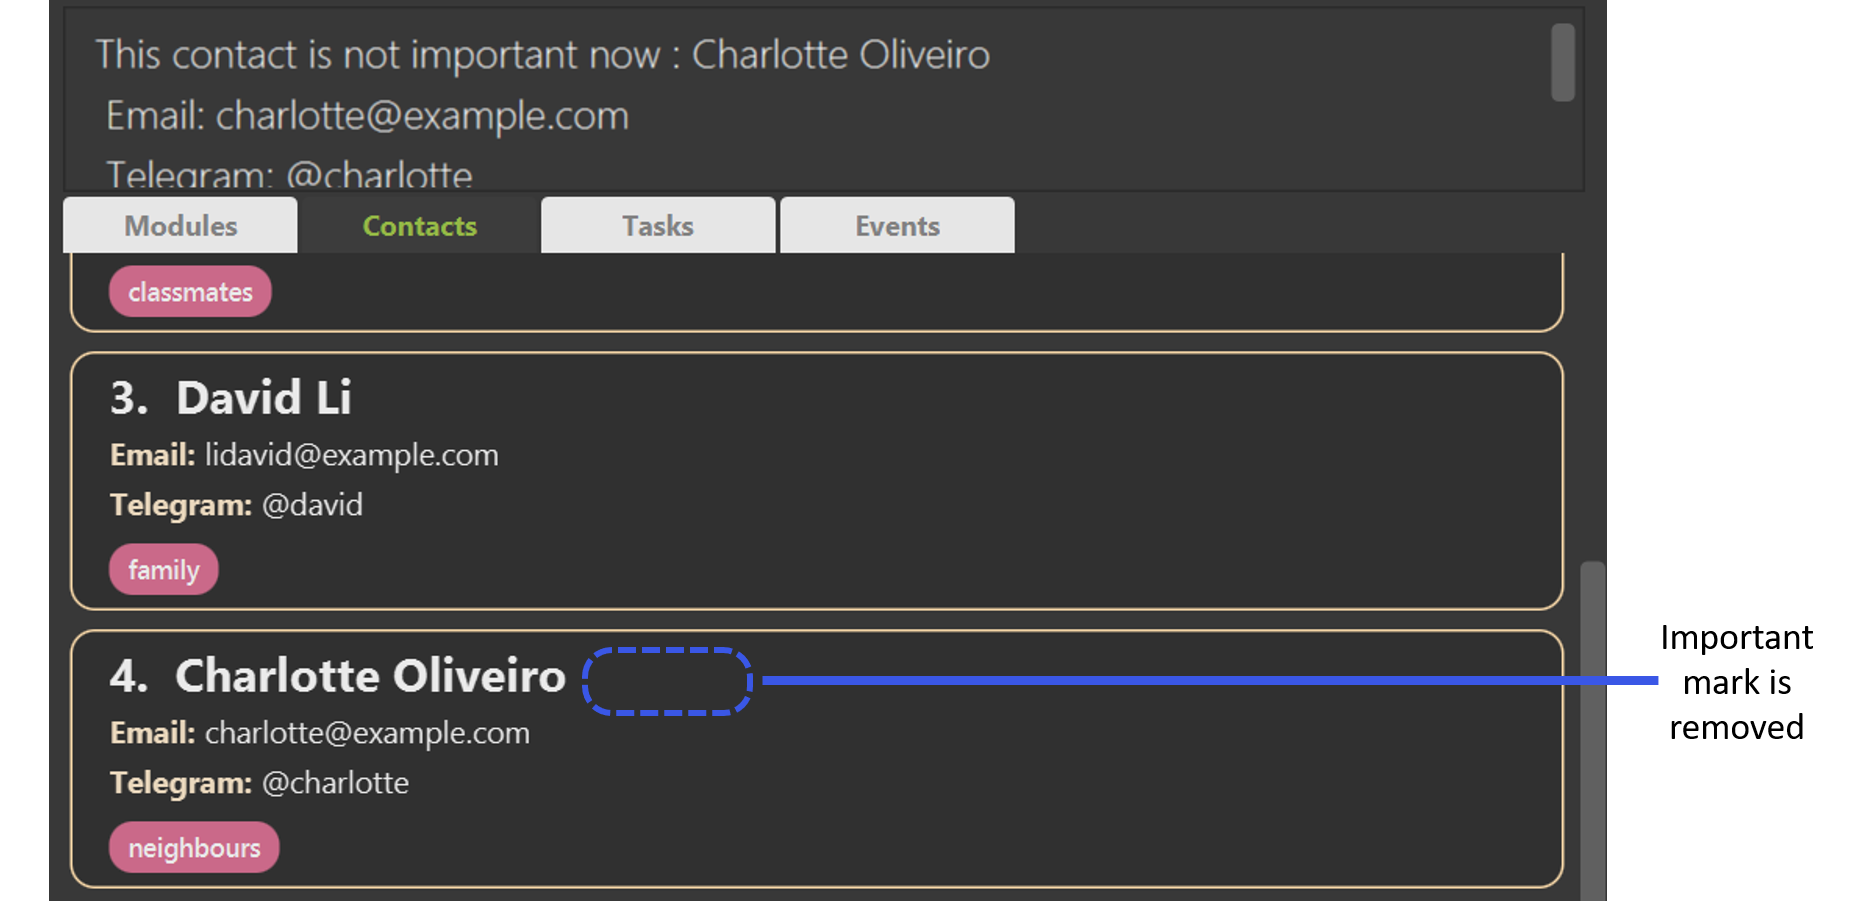 This contact is not important now : Charlotte Oliveiro
Email: charlotte@example.com
Telegram: @charlotte
Modules Contacts Tasks Events
classmates
3. David Li
Email: lidavid@example.com
Telegram: @david
family
4. Charlotte Oliveiro
Email: charlotte@example.com
Telegram: @charlotte
neighbours
Important
mark is
removed